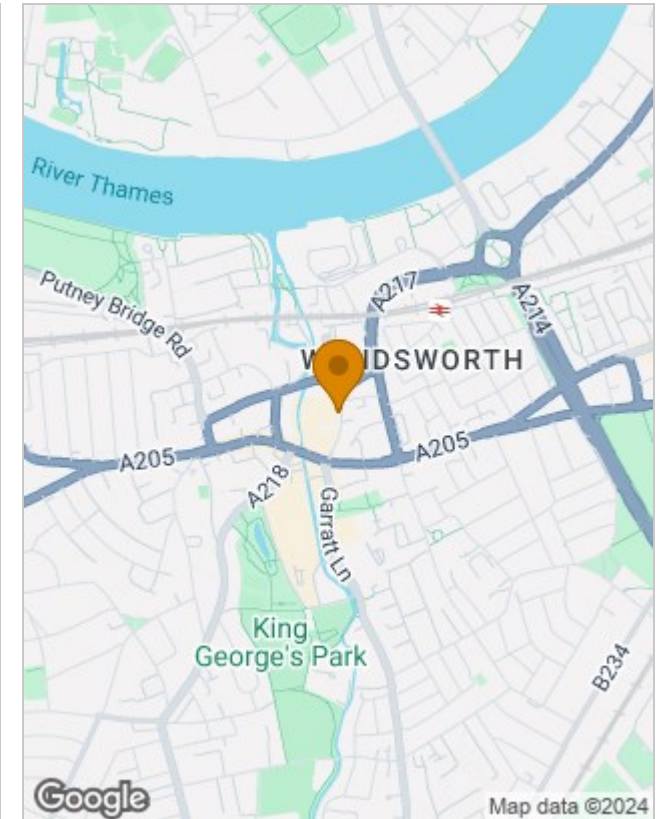 River Thames
Putney Bridge Rd
A217
A214
W NDSWORTH
A205
A205
A218
Garratt Ln
King
George's Park
B234
Google
Map data ©2024